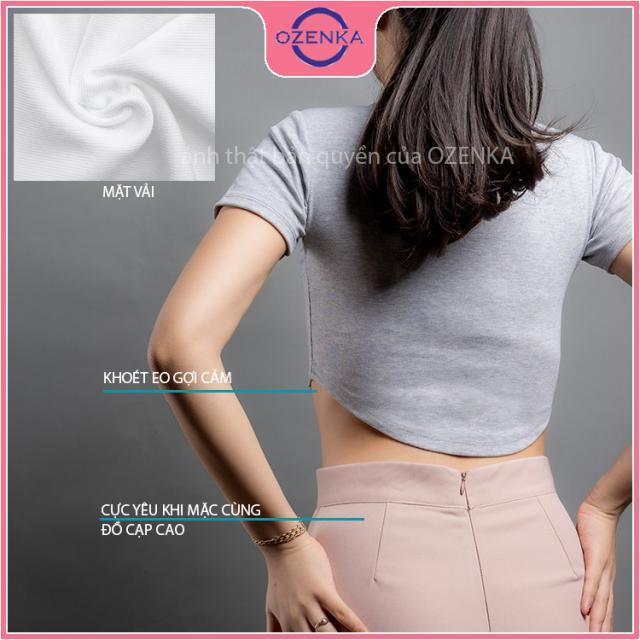 OZENKA
ảnh thật bản quyền của OZENKA
MẶT VẢI
KHOÉT EO GỢI CẢM
CỰC YÊU KHI MẶC CÙNG
ĐỒ CẠP CAO